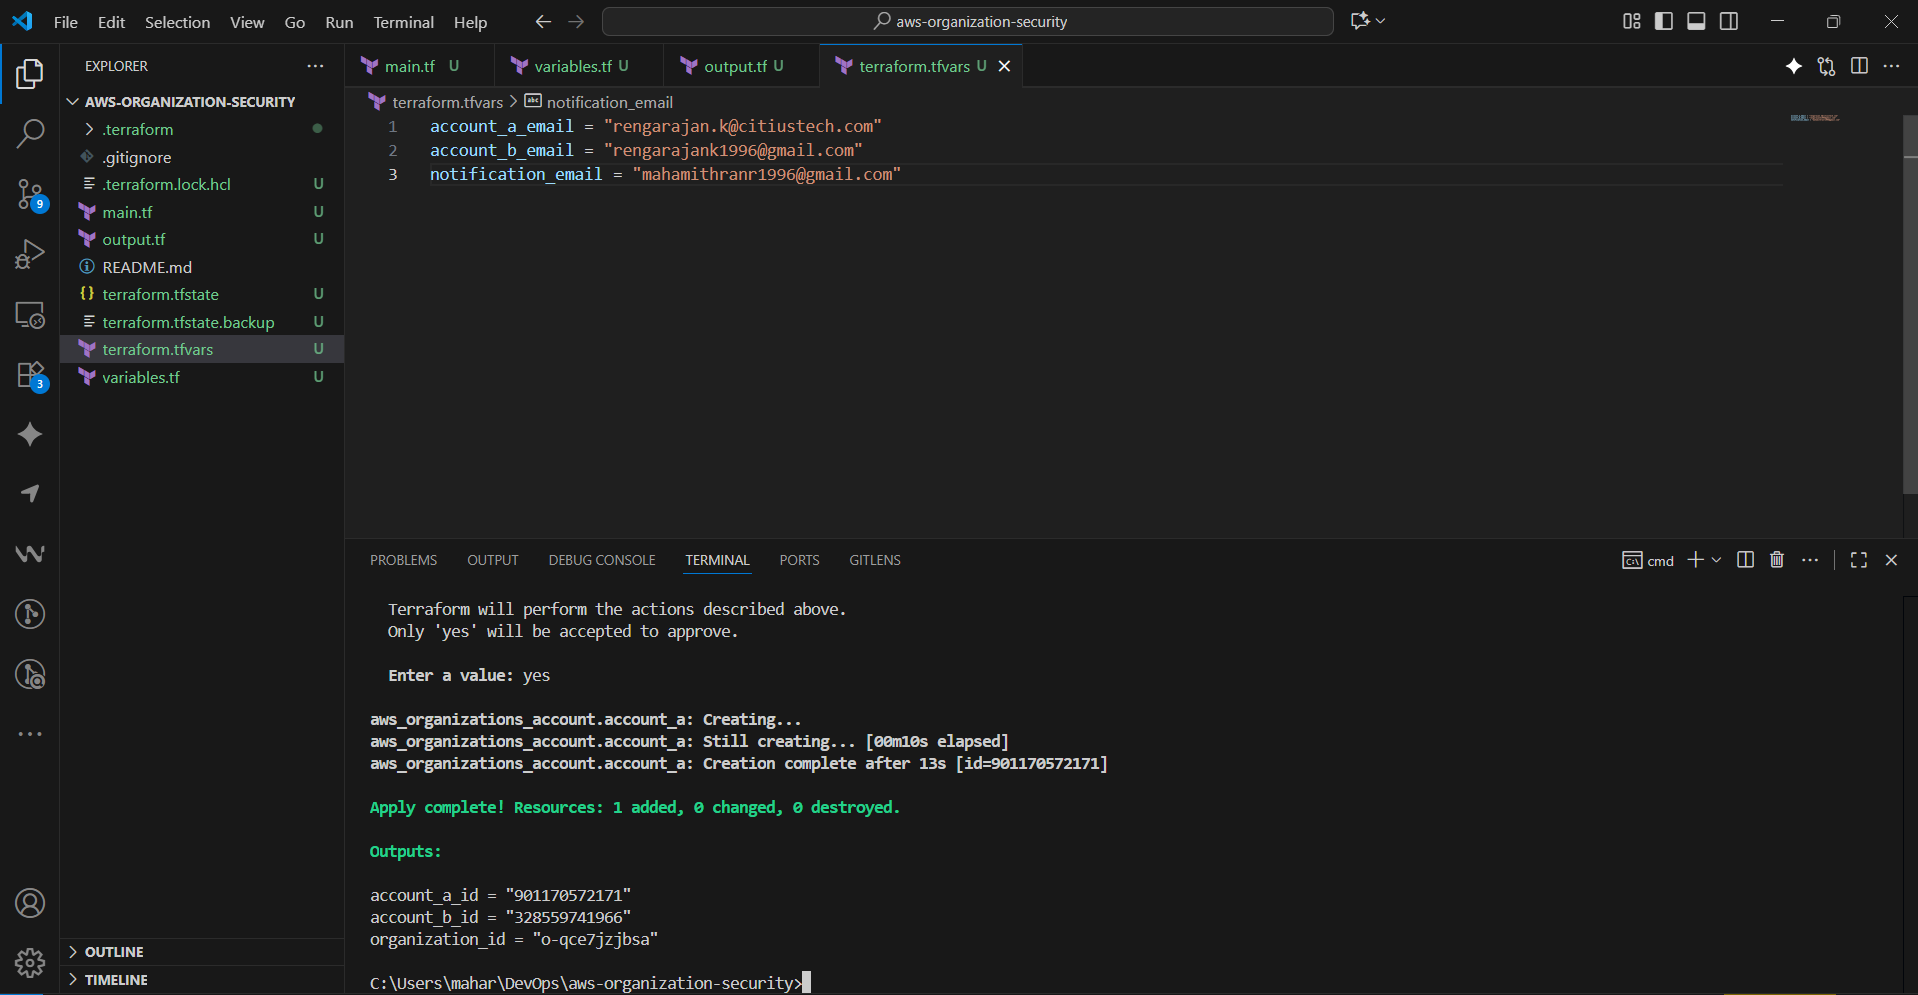 File Edit Selection View Go Run Terminal Help
aws-organization-security
EXPLORER
AWS-ORGANIZATION-SECURITY
.terraform
.gitignore
.terraform.lock.hcl U
main.tf U
output.tf U
README.md
terraform.tfstate U
terraform.tfstate.backup U
terraform.tfvars U
variables.tf U
9
3
OUTLINE
TIMELINE
main.tf U
variables.tf U
output.tf U
terraform.tfvars U
terraform.tfvars > notification_email
1 account_a_email = "rengarajan.k@citiustech.com"
2 account_b_email = "rengarajank1996@gmail.com"
3 notification_email = "mahamithranr1996@gmail.com"
PROBLEMS OUTPUT DEBUG CONSOLE TERMINAL PORTS GITLENS
cmd
Terraform will perform the actions described above.
Only 'yes' will be accepted to approve.
Enter a value: yes
aws_organizations_account.account_a: Creating...
aws_organizations_account.account_a: Still creating... [00m10s elapsed]
aws_organizations_account.account_a: Creation complete after 13s [id=901170572171]
Apply complete! Resources: 1 added, 0 changed, 0 destroyed.
Outputs:
account_a_id = "901170572171"
account_b_id = "328559741966"
organization_id = "o-qce7jzjbsa"
C:\Users\mahar\DevOps\aws-organization-security>